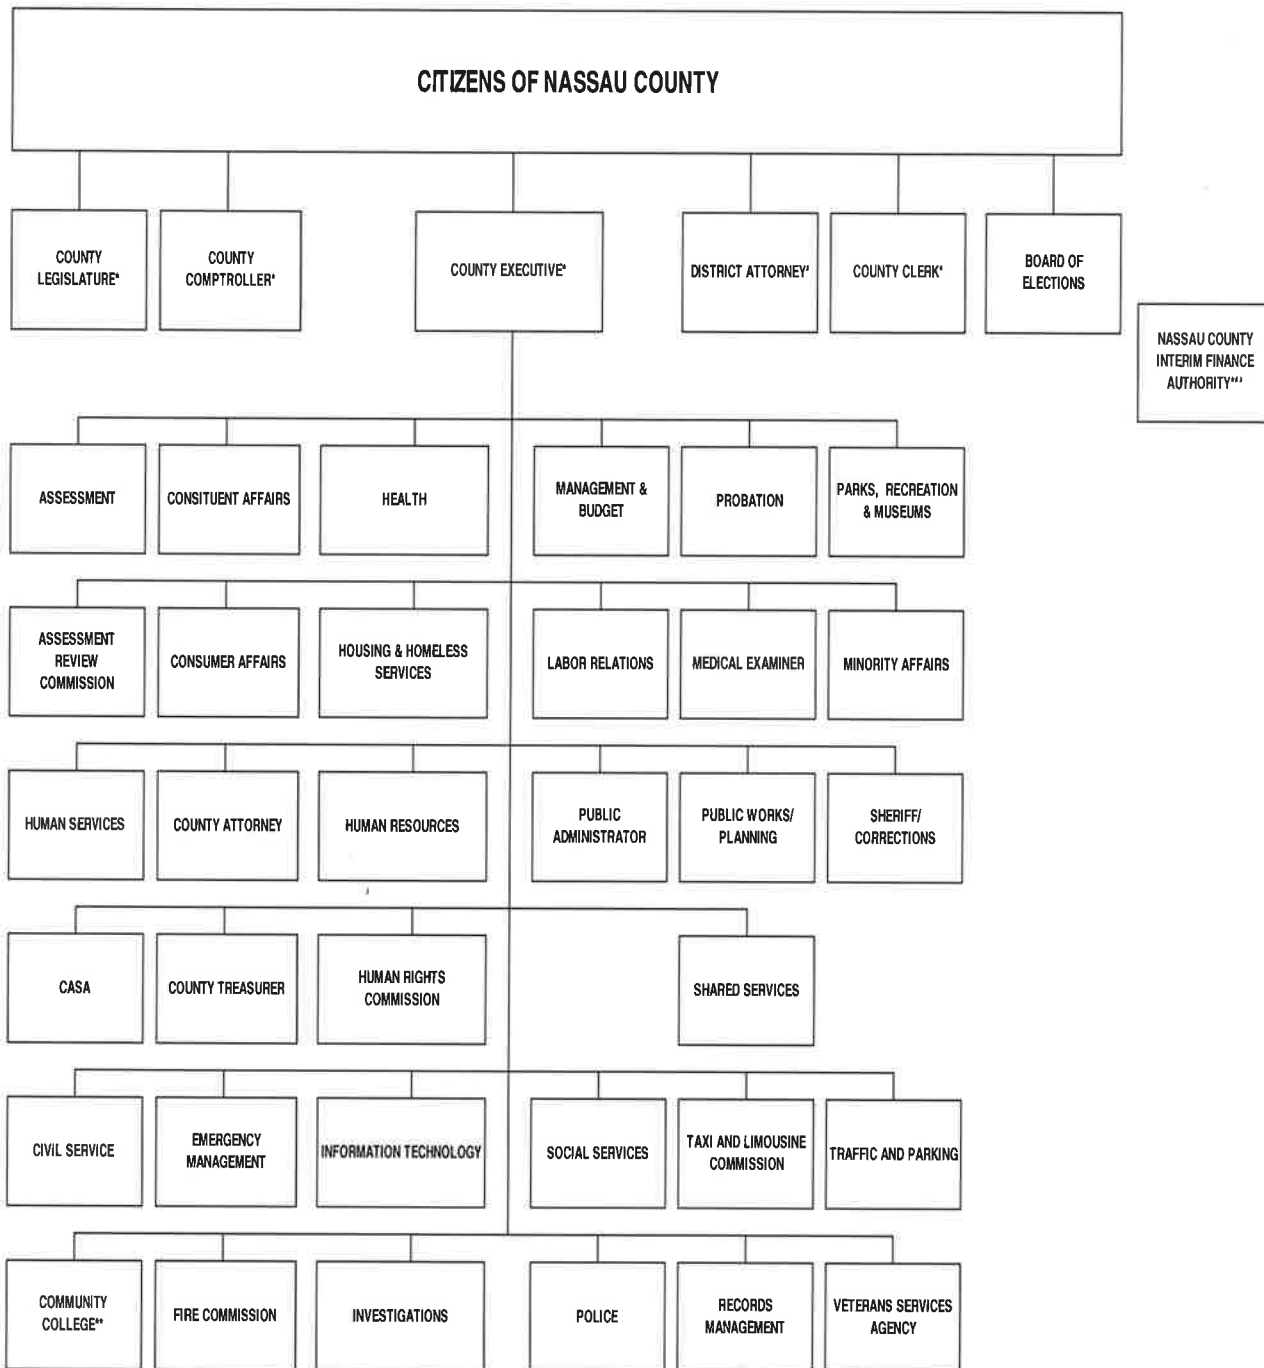 CITIZENS OF NASSAU COUNTY
COUNTY
LEGISLATURE*
COUNTY
COMPTROLLER*
COUNTY EXECUTIVE*
DISTRICT ATTORNEY*
COUNTY CLERK*
BOARD OF
ELECTIONS
NASSAU COUNTY
INTERIM FINANCE
AUTHORITY***
ASSESSMENT
CONSITUENT AFFAIRS
HEALTH
MANAGEMENT &
BUDGET
PROBATION
PARKS, RECREATION
& MUSEUMS
ASSESSMENT
REVIEW
COMMISSION
CONSUMER AFFAIRS
HOUSING & HOMELESS
SERVICES
LABOR RELATIONS
MEDICAL EXAMINER
MINORITY AFFAIRS
HUMAN SERVICES
COUNTY ATTORNEY
HUMAN RESOURCES
PUBLIC
ADMINISTRATOR
PUBLIC WORKS/
PLANNING
SHERIFF/
CORRECTIONS
CASA
COUNTY TREASURER
HUMAN RIGHTS
COMMISSION
SHARED SERVICES
CIVIL SERVICE
EMERGENCY
MANAGEMENT
INFORMATION TECHNOLOGY
SOCIAL SERVICES
TAXI AND LIMOUSINE
COMMISSION
TRAFFIC AND PARKING
COMMUNITY
COLLEGE**
FIRE COMMISSION
INVESTIGATIONS
POLICE
RECORDS
MANAGEMENT
VETERANS SERVICES
AGENCY